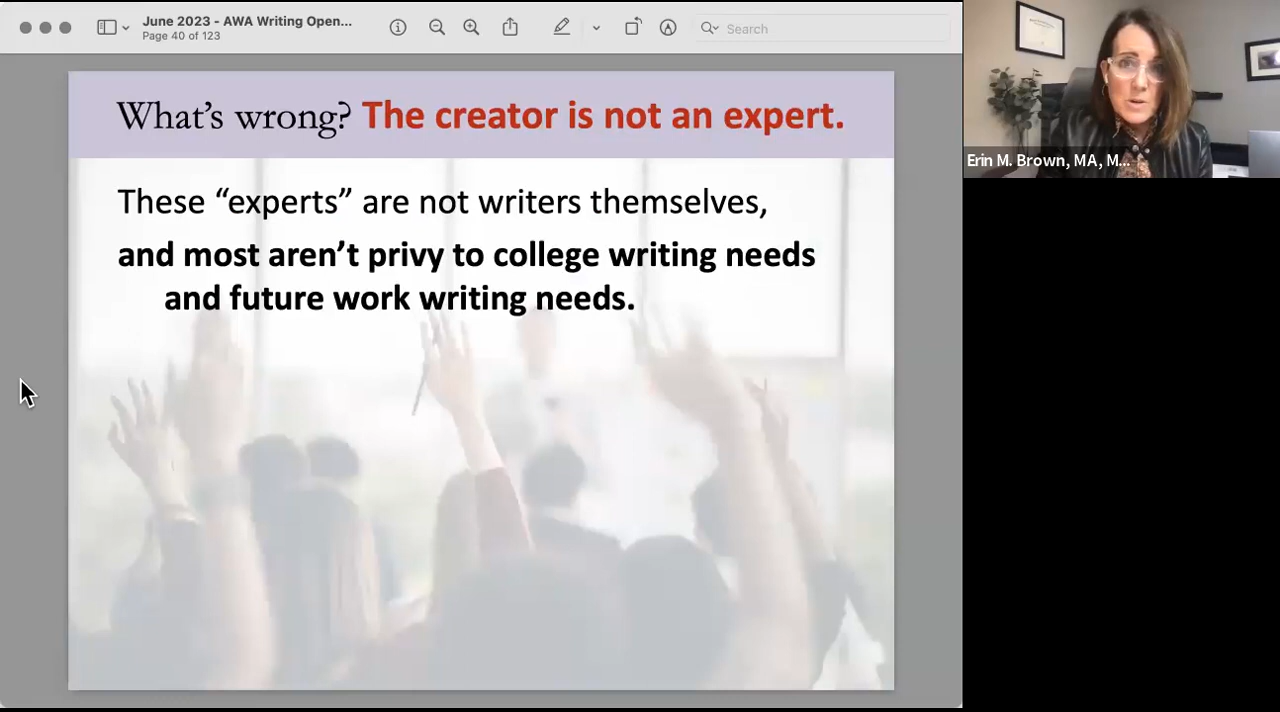 June 2023 - AWA Writing Open...
Page 40 of 123
Search
What's wrong? The creator is not an expert.
These “experts” are not writers themselves,
and most aren't privy to college writing needs
and future work writing needs.
Erin M. Brown, MA, M...